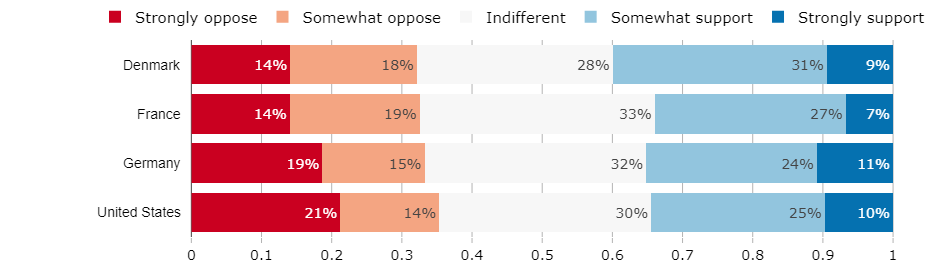 Strongly oppose Somewhat oppose Indifferent Somewhat support Strongly support
Denmark 14% 18% 28% 31% 9%
France 14% 19% 33% 27% 7%
Germany 19% 15% 32% 24% 11%
United States 21% 14% 30% 25% 10%
0 0.1 0.2 0.3 0.4 0.5 0.6 0.7 0.8 0.9 1